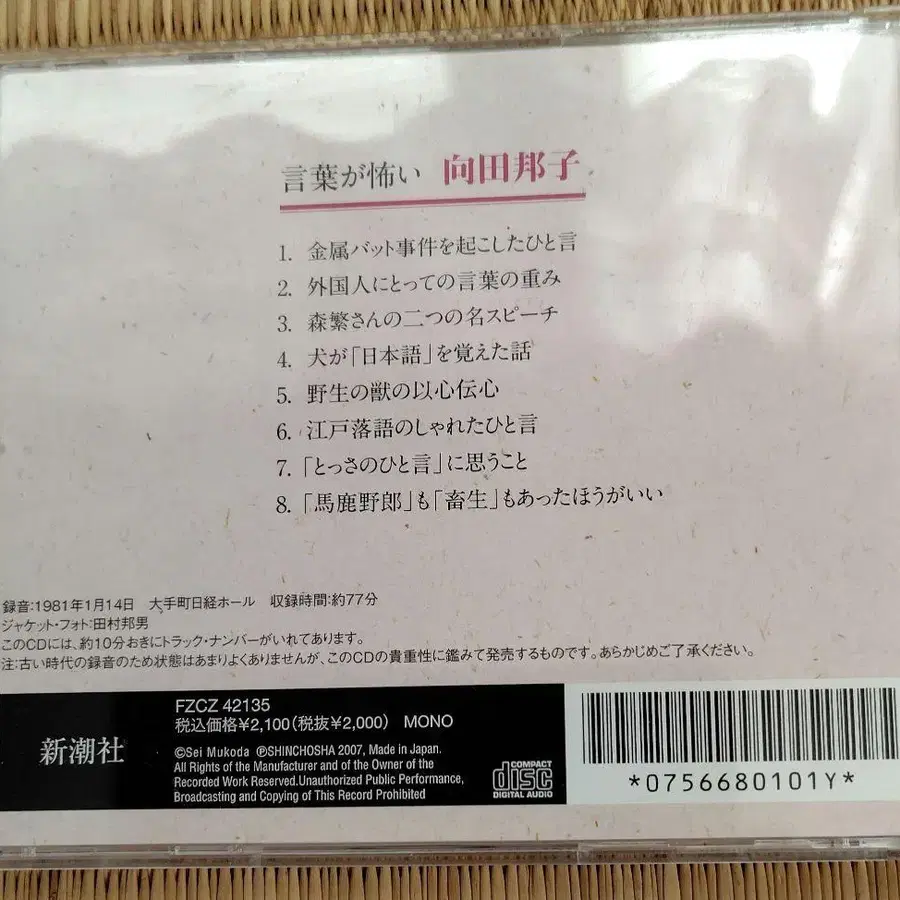 言葉が怖い 向田邦子
1. 金属バット事件を起こしたひと言
2. 外国人にとっての言葉の重み
3. 森繁さんの二つの名スピーチ
4. 犬が「日本語」を覚えた話
5. 野生の獣の以心伝心
6. 江戸落語のしゃれたひと言
7. 「とっさのひと言」に思うこと
8. 「馬鹿野郎」も「畜生」もあったほうがいい
録音:1981年1月14日 大手町日経ホール 収録時間:約77分
ジャケット・フォト:田村邦男
このCDには、約10分おきにトラック・ナンバーがいれてあります。
注:古い時代の録音のため状態はあまりよくありませんが、このCDの貴重性に鑑みて発売するものです。あらかじめご了承ください。
新潮社
FZCZ 42135
税込価格¥2,100(税抜¥2,000) MONO
©Sei Mukoda ℗SHINCHOSHA 2007, Made in Japan.
All Rights of the Manufacturer and of the Owner of the
Recorded Work Reserved.Unauthorized Public Performance,
Broadcasting and Copying of This Record Prohibited
COMPACT
disc
DIGITAL AUDIO
*0756680101Y*